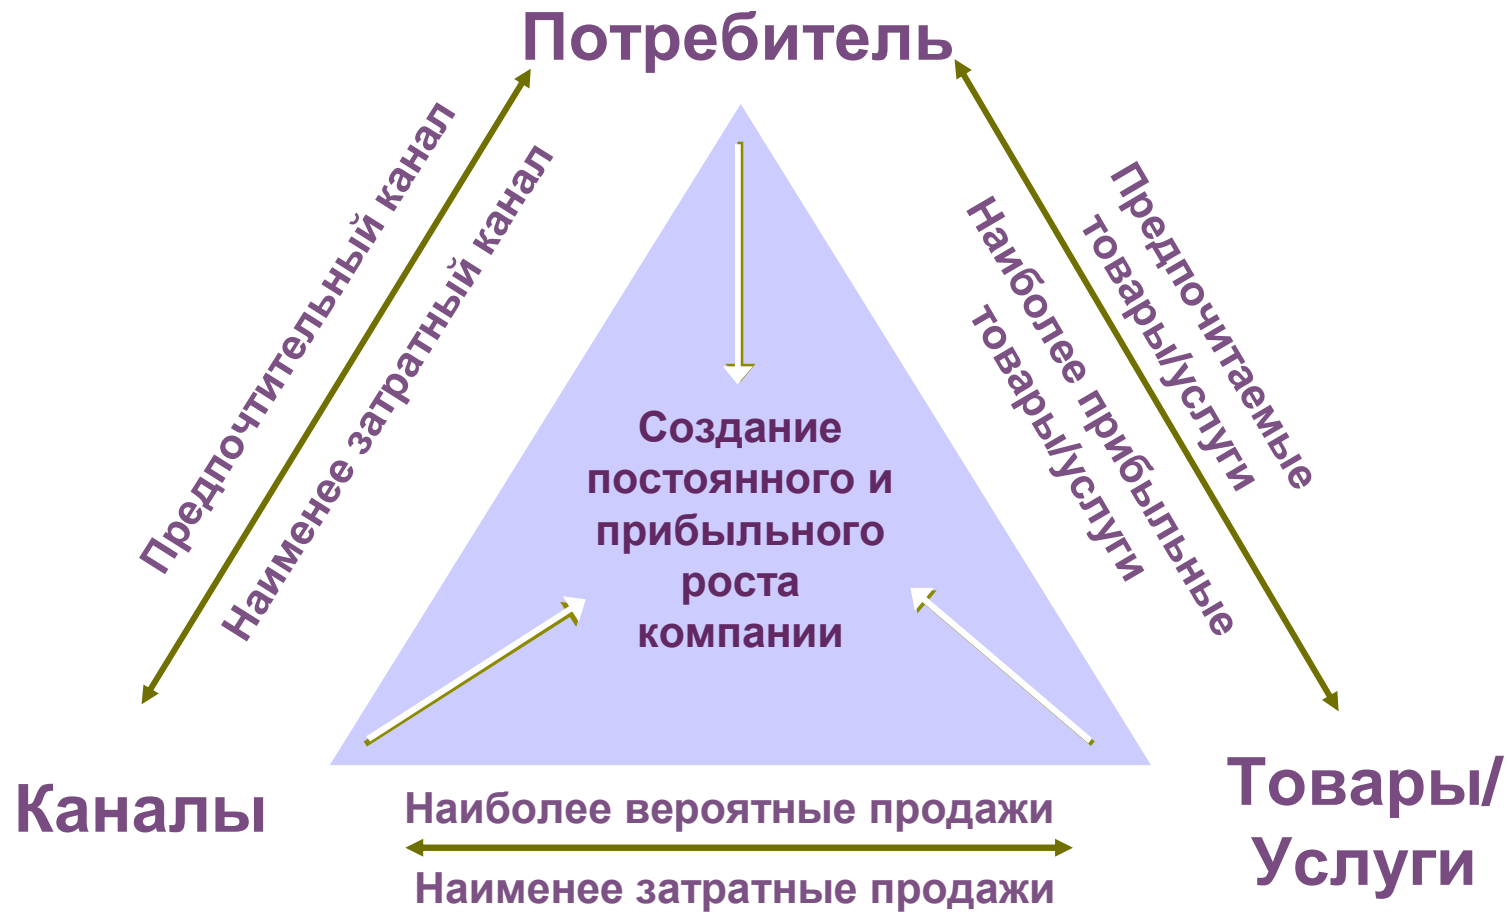 Потребитель
Предпочтительный канал
Наименее затратный канал
Предпочитаемые
товары/услуги
Наиболее прибыльные
товары/услуги
Создание
постоянного и
прибыльного
роста
компании
Каналы
Товары/
Услуги
Наиболее вероятные продажи
Наименее затратные продажи